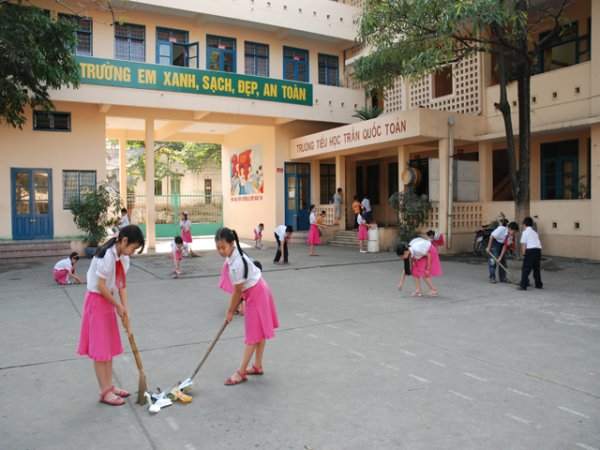 TRƯỜNG EM XANH, SẠCH, ĐẸP, AN TOÀN
TRƯỜNG TIỂU HỌC TRẦN QUỐC TOẢN